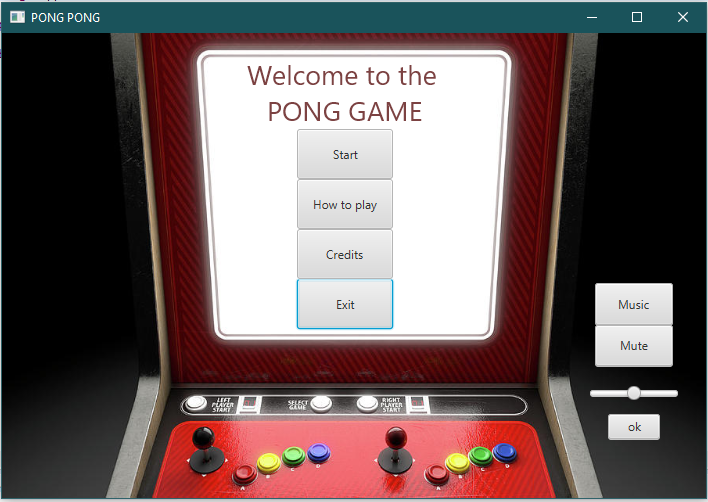 PONG PONG
Welcome to the
PONG GAME
Start
How to play
Credits
Exit
Music
Mute
ok
LEFT
PLAYER
START
SELECT
GAME
RIGHT
PLAYER
START
A
B
C
D
A
B
C
D